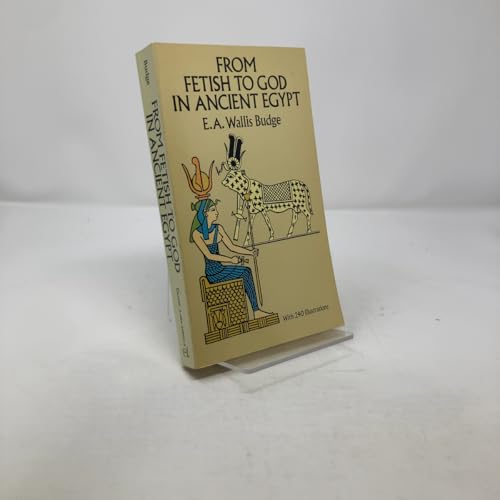 FROM
FETISH TO GOD
IN ANCIENT EGYPT
E.A. Wallis Budge
With 240 Illustrations
Budge
FROM FETISH TO GOD
IN ANCIENT EGYPT